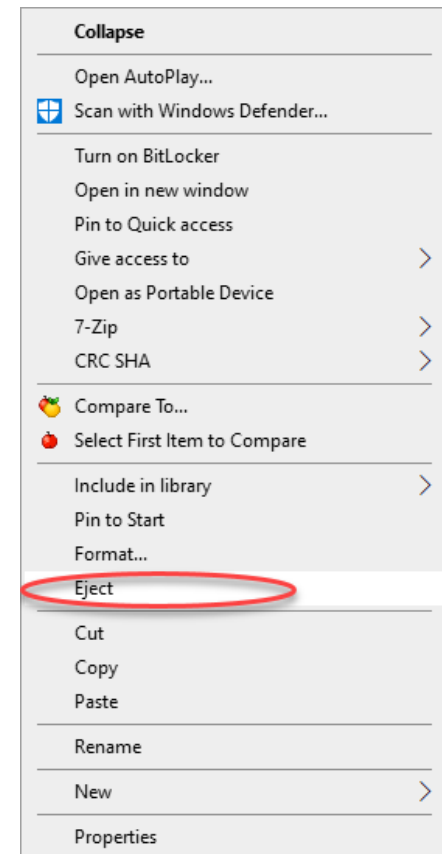 Collapse
Open AutoPlay...
Scan with Windows Defender...
Turn on BitLocker
Open in new window
Pin to Quick access
Give access to
Open as Portable Device
7-Zip
CRC SHA
Compare To...
Select First Item to Compare
Include in library
Pin to Start
Format...
Eject
Cut
Copy
Paste
Rename
New
Properties